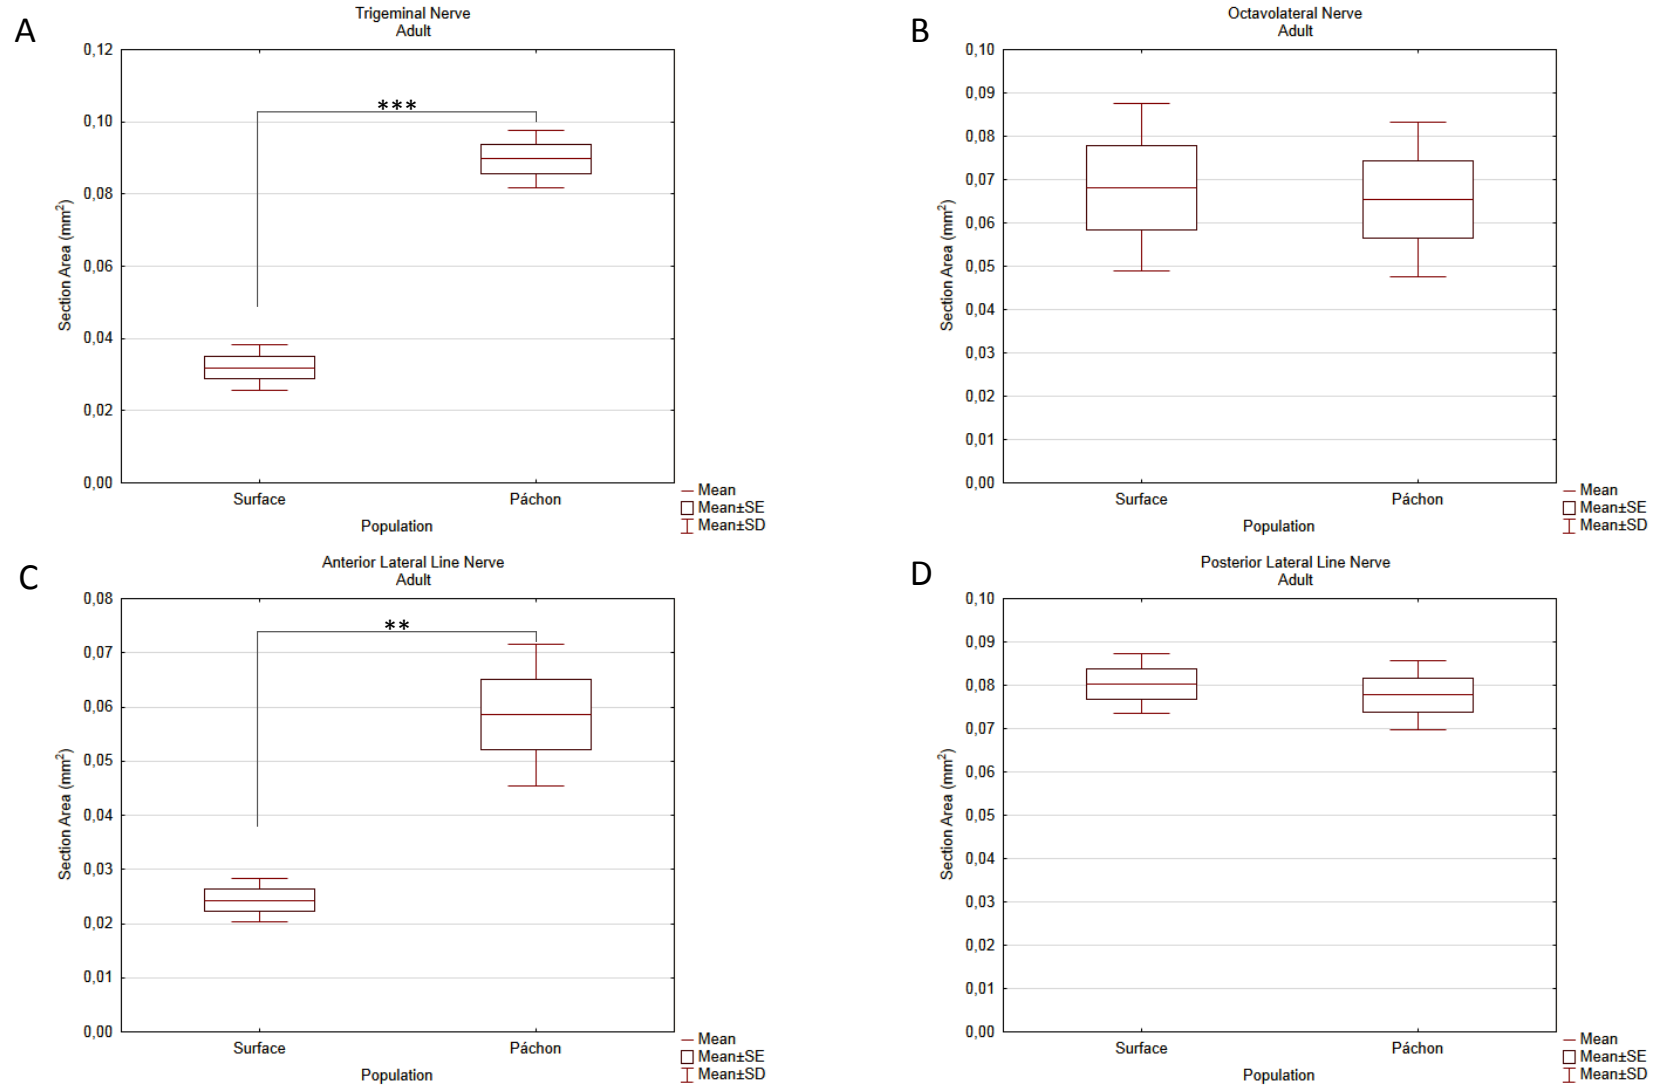 A
Trigeminal Nerve
Adult
0,12
0,10
0,08
0,06
0,04
0,02
0,00
Section Area (mm²)
***
Surface
Páchon
Population
Mean
Mean±SE
Mean±SD
B
Octavolateral Nerve
Adult
0,10
0,09
0,08
0,07
0,06
0,05
0,04
0,03
0,02
0,01
0,00
Section Area (mm²)
Surface
Páchon
Population
Mean
Mean±SE
Mean±SD
C
Anterior Lateral Line Nerve
Adult
0,08
0,07
0,06
0,05
0,04
0,03
0,02
0,01
0,00
Section Area (mm²)
**
Surface
Páchon
Population
Mean
Mean±SE
Mean±SD
D
Posterior Lateral Line Nerve
Adult
0,10
0,09
0,08
0,07
0,06
0,05
0,04
0,03
0,02
0,01
0,00
Section Area (mm²)
Surface
Páchon
Population
Mean
Mean±SE
Mean±SD